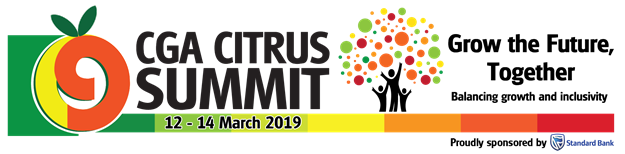 CGA CITRUS
SUMMIT
12 - 14 March 2019
Grow the Future,
Together
Balancing growth and inclusivity
Proudly sponsored by Standard Bank